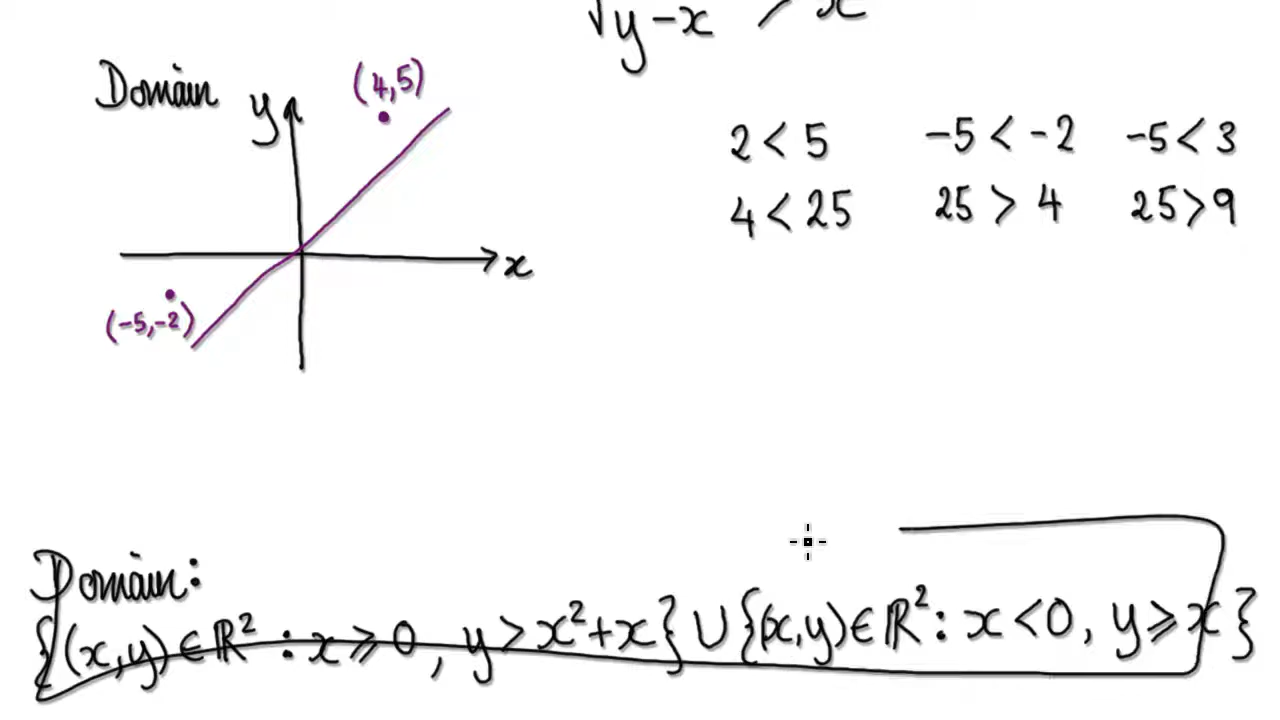 √y-x > x
Domain
y
(4,5)
2 < 5 -5 < -2 -5 < 3
4 < 25 25 > 4 25 > 9
x
(-5,-2)
Domain:
{(x,y) ∈ ℝ² : x ⩾ 0, y > x²+x} ∪ {(x,y) ∈ ℝ² : x < 0, y ⩾ x}